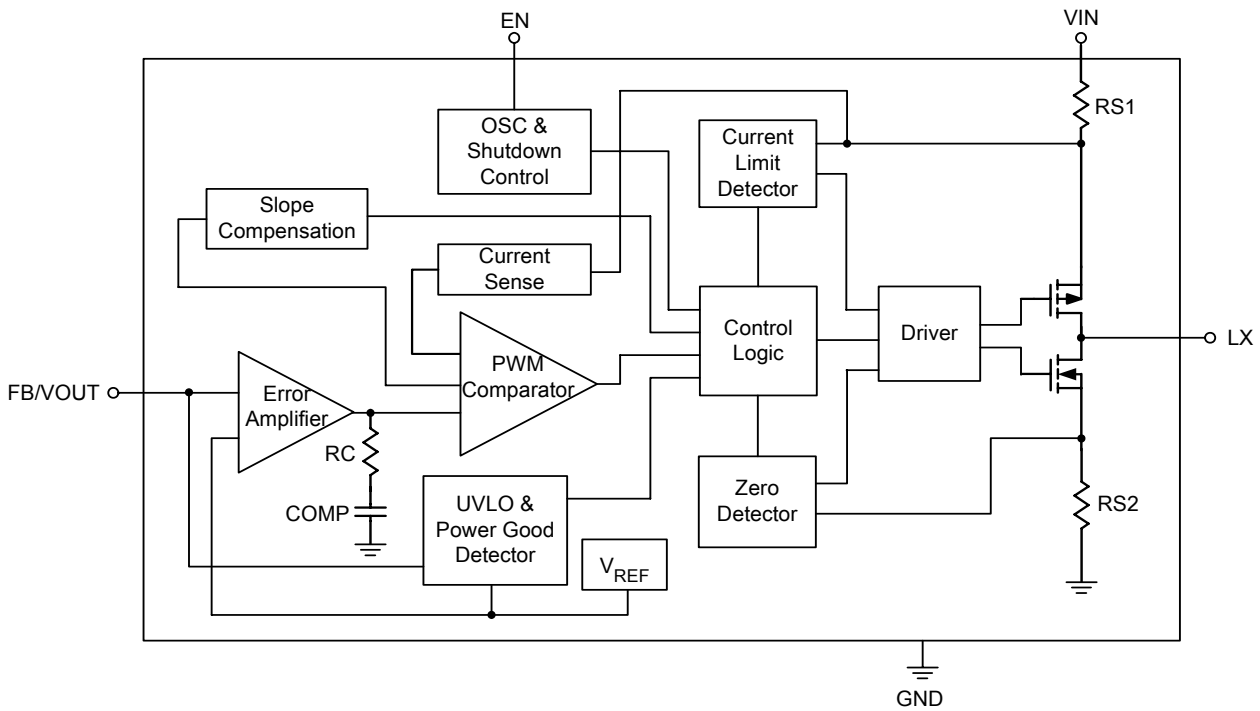 EN
VIN
RS1
OSC &
Shutdown
Control
Current
Limit
Detector
Slope
Compensation
Current
Sense
Control
Logic
Driver
LX
PWM
Comparator
FB/VOUT
Error
Amplifier
RC
COMP
UVLO &
Power Good
Detector
Zero
Detector
RS2
VREF
GND